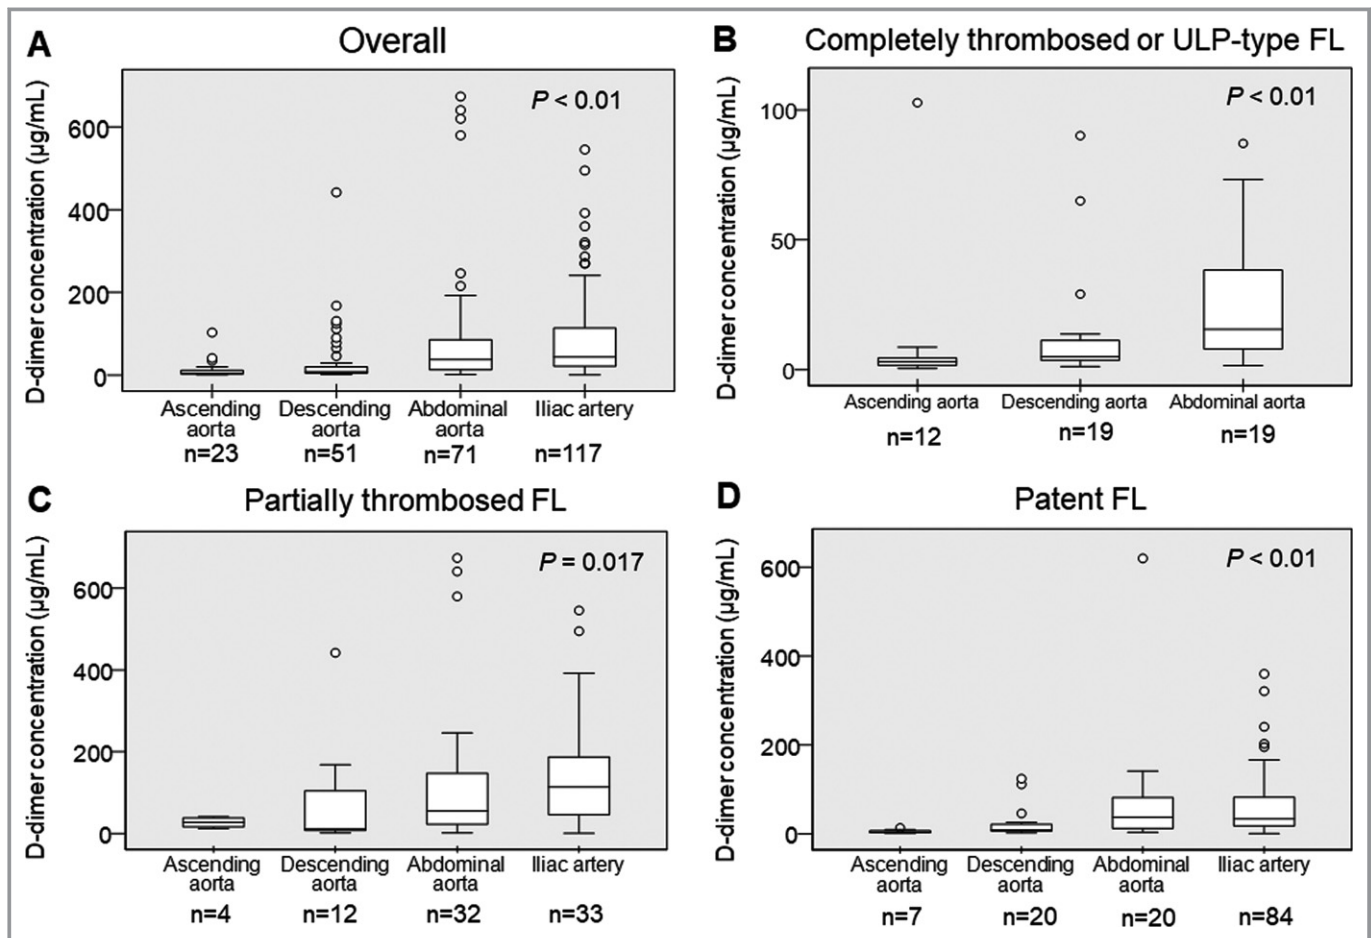 A
Overall
D-dimer concentration (μg/mL)
P < 0.01
600
400
200
0
Ascending aorta
Descending aorta
Abdominal aorta
Iliac artery
n=23
n=51
n=71
n=117
B
Completely thrombosed or ULP-type FL
D-dimer concentration (μg/mL)
P < 0.01
100
50
0
Ascending aorta
Descending aorta
Abdominal aorta
n=12
n=19
n=19
C
Partially thrombosed FL
D-dimer concentration (μg/mL)
P = 0.017
600
400
200
0
Ascending aorta
Descending aorta
Abdominal aorta
Iliac artery
n=4
n=12
n=32
n=33
D
Patent FL
D-dimer concentration (μg/mL)
P < 0.01
600
400
200
0
Ascending aorta
Descending aorta
Abdominal aorta
Iliac artery
n=7
n=20
n=20
n=84